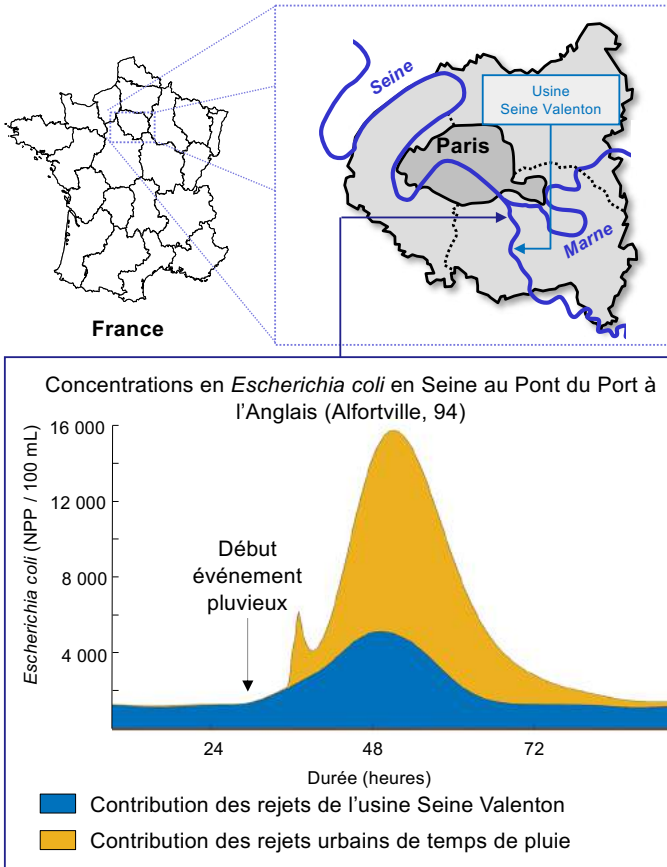 Seine
Usine
Seine Valenton
Paris
Marne
France
Concentrations en Escherichia coli en Seine au Pont du Port à
l’Anglais (Alfortville, 94)
Escherichia coli (NPP / 100 mL)
16 000
12 000
8 000
4 000
Début
événement
pluvieux
24
48
72
Durée (heures)
Contribution des rejets de l’usine Seine Valenton
Contribution des rejets urbains de temps de pluie